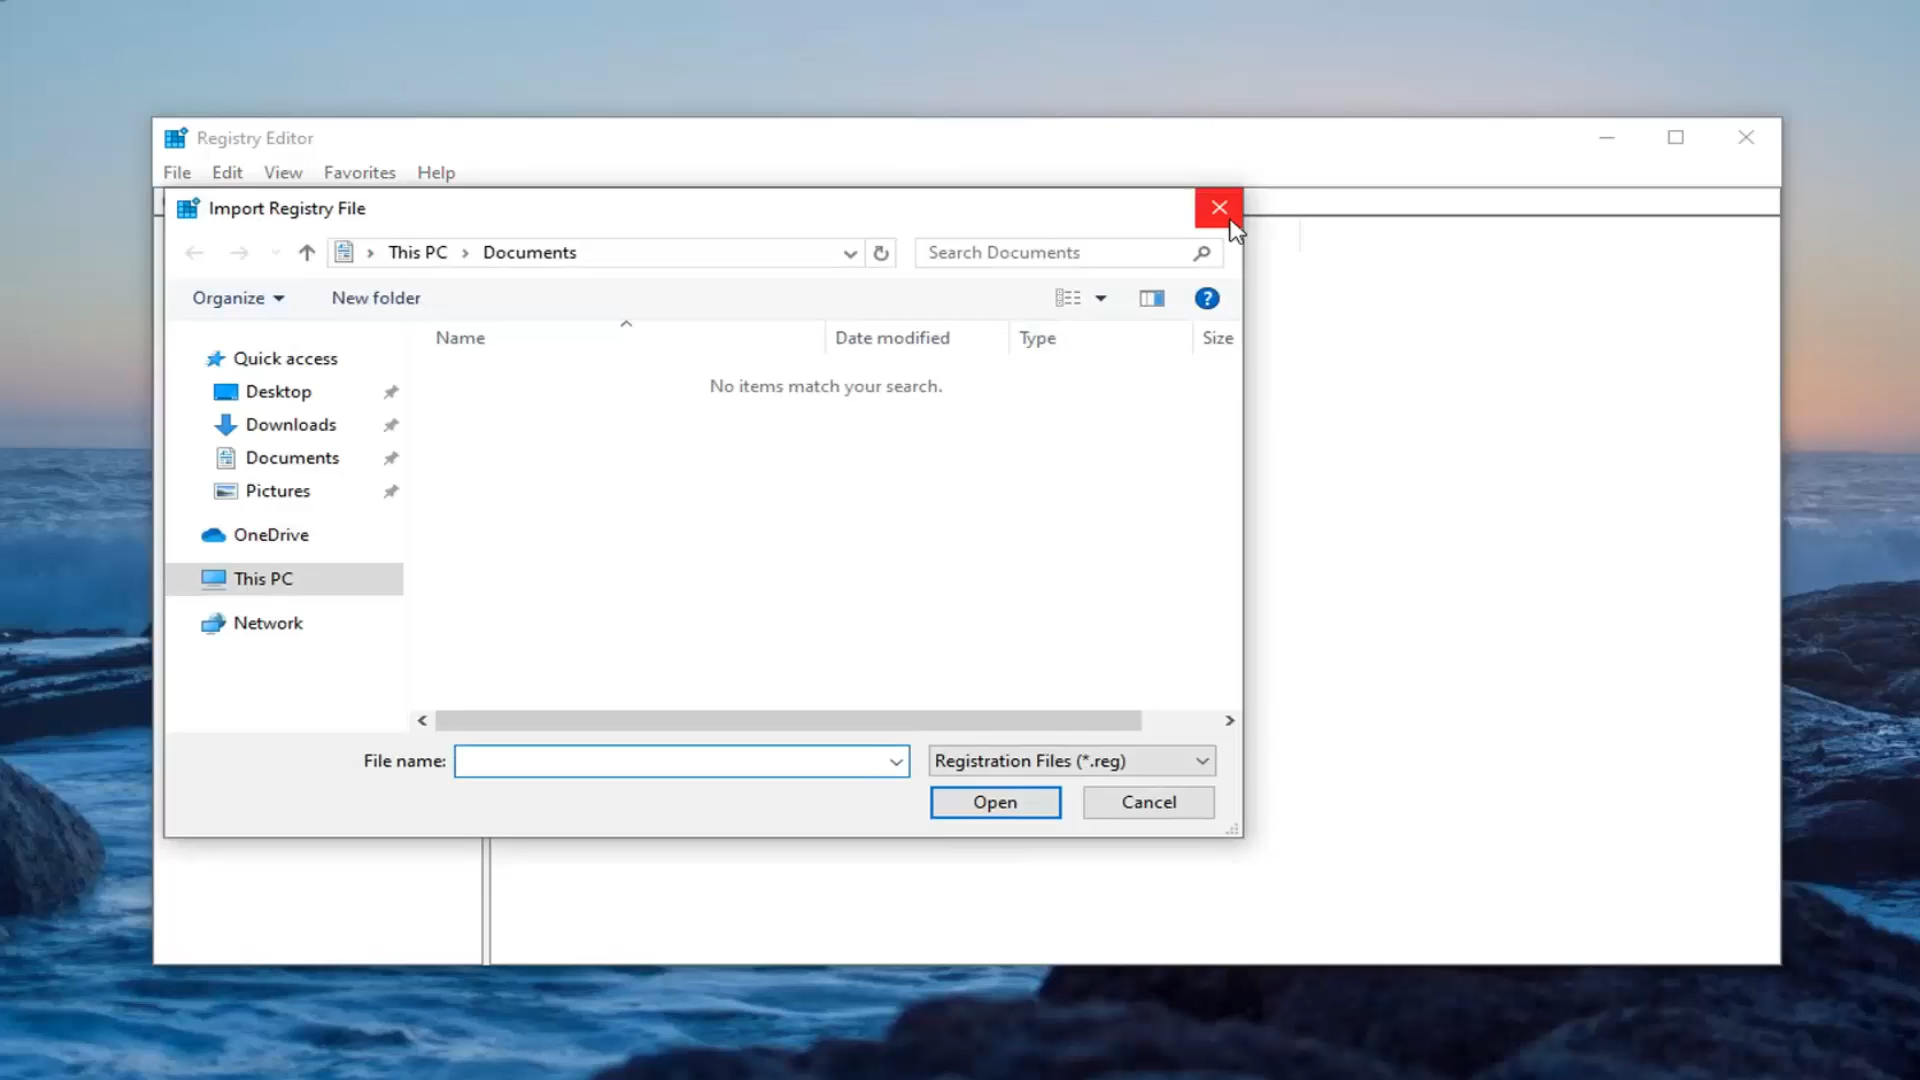 Registry Editor
File Edit View Favorites Help
Import Registry File
This PC Documents
Search Documents
Organize New folder
Name Date modified Type Size
No items match your search.
Quick access
Desktop
Downloads
Documents
Pictures
OneDrive
This PC
Network
File name:
Registration Files (*.reg)
Open Cancel